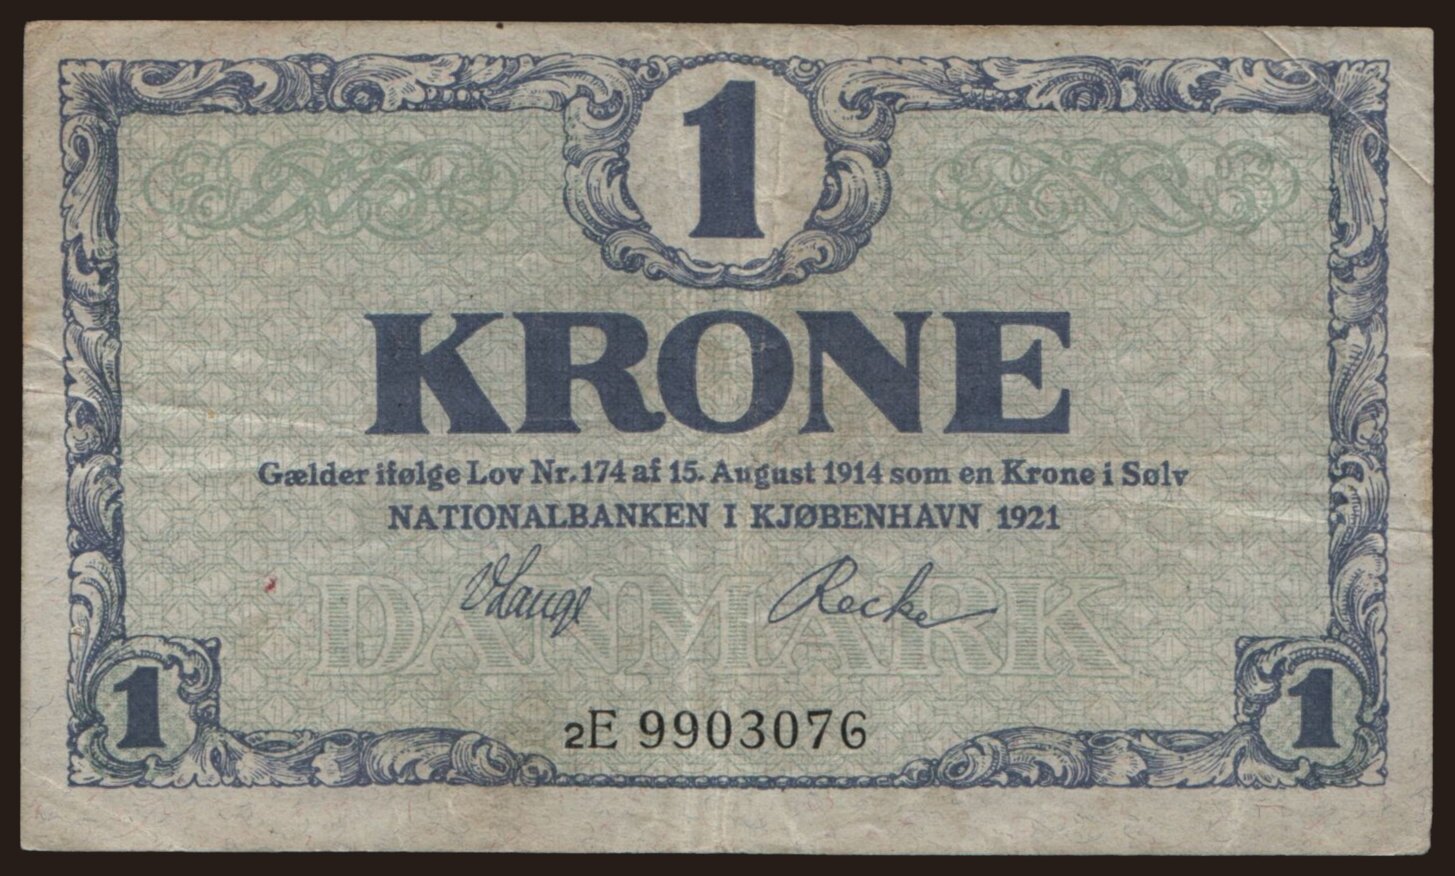 1
KRONE
Gælder ifølge Lov Nr. 174 af 15. August 1914 som en Krone i Sølv
NATIONALBANKEN I KJØBENHAVN 1921
VLange Recke
DANMARK
2E 9903076
1 1